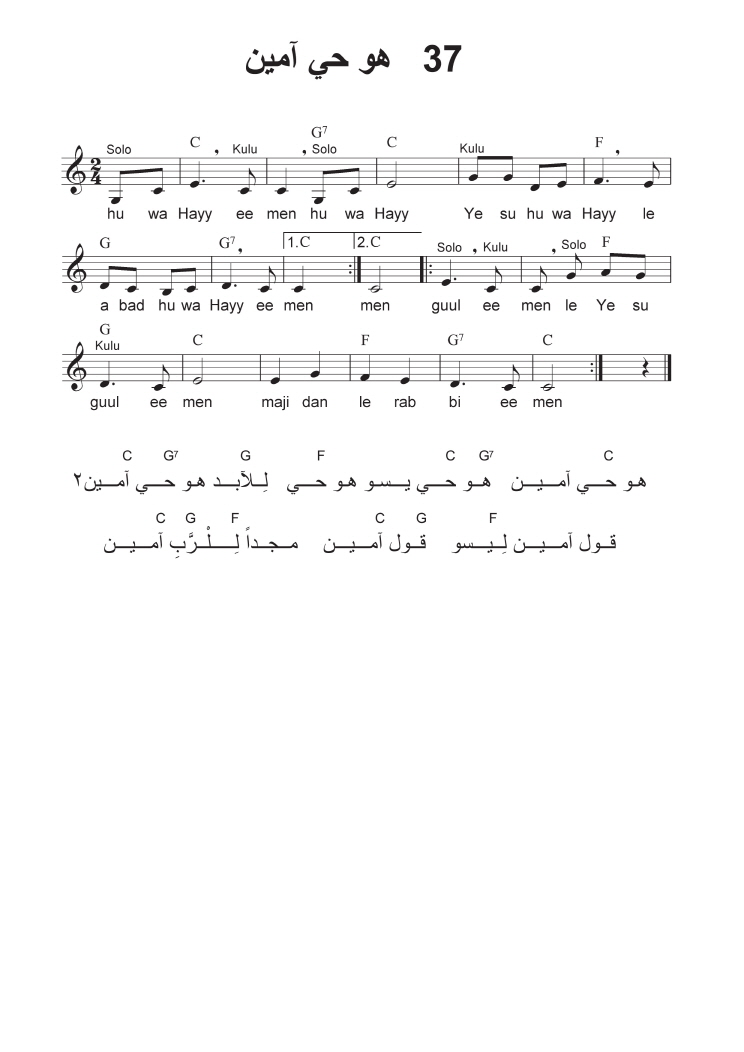 37 هو حي آمين
Solo C , Kulu , G7 Solo C Kulu F ,
2 4
hu wa Hayy ee men hu wa Hayy Ye su hu wa Hayy le
G G7 , 1. C 2. C Solo , Kulu , Solo F
a bad hu wa Hayy ee men men guul ee men le Ye su
G Kulu C F G7 C
guul ee men maji dan le rab bi ee men
C G7 G F C G7 C
هو حي آمين هو حي يسو هو حي لِلآبد هو حي آمين٢
C G F C G F
قول آمين لِيسو قول آمين مجداً لِلْرَّبِ آمين